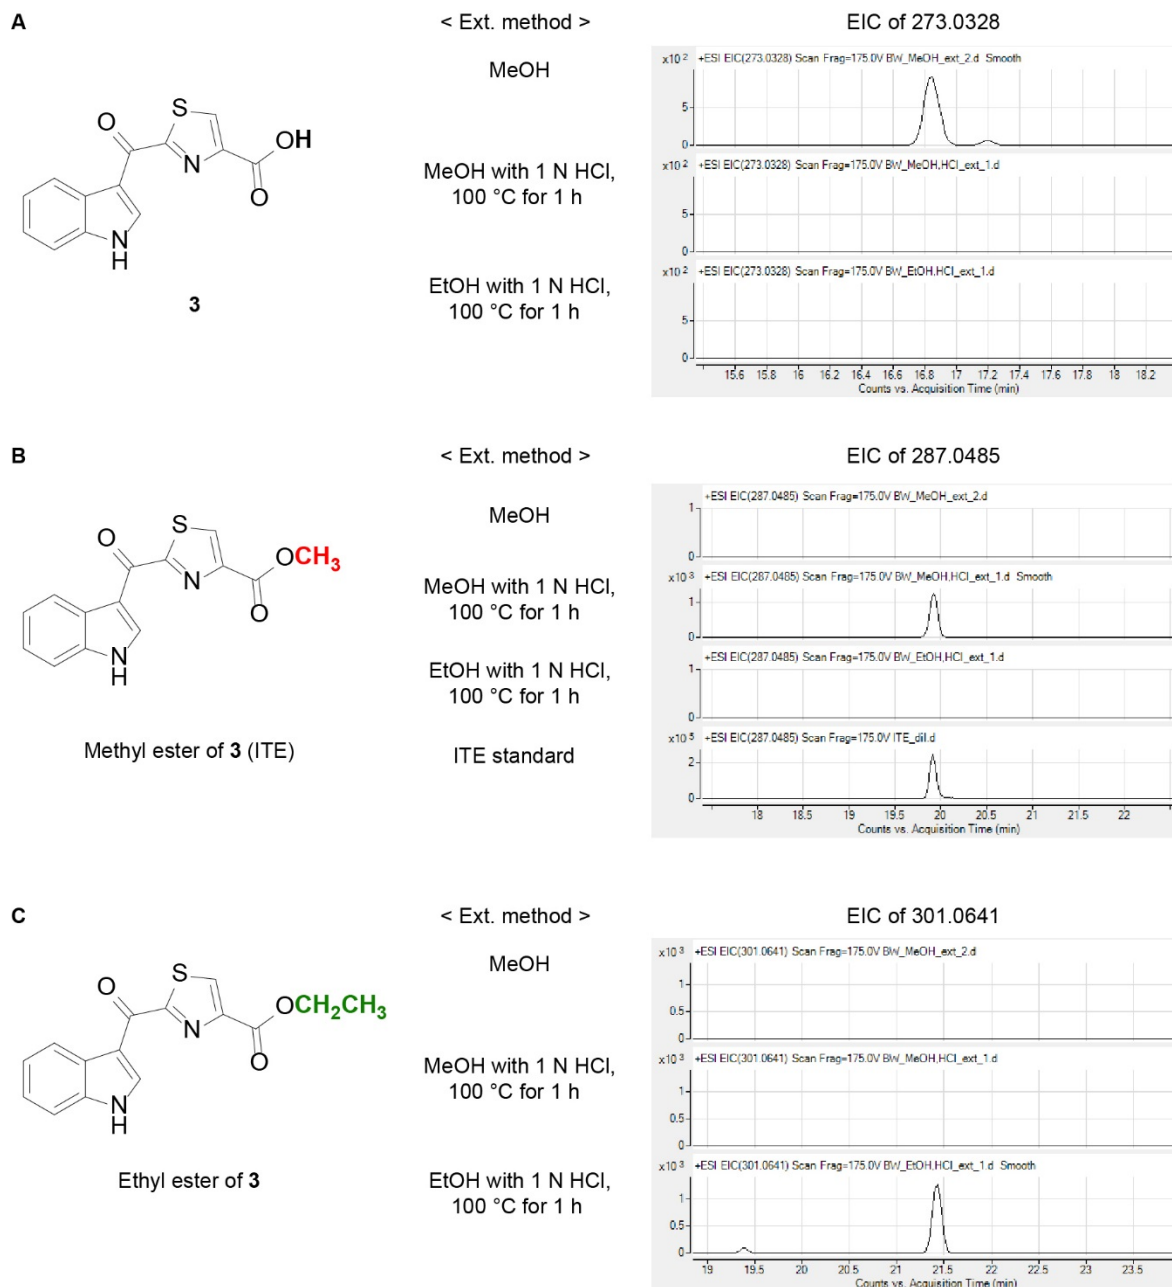 A
< Ext. method >
EIC of 273.0328
MeOH
x10 2
+ESI EIC(273.0328) Scan Frag=175.0V BW_MeOH_ext_2.d Smooth
5
0
S
O
OH
N
O
N
H
3
MeOH with 1 N HCl,
100 °C for 1 h
x10 2
+ESI EIC(273.0328) Scan Frag=175.0V BW_MeOH,HCl_ext_1.d
5
0
EtOH with 1 N HCl,
100 °C for 1 h
x10 2
+ESI EIC(273.0328) Scan Frag=175.0V BW_EtOH,HCl_ext_1.d
5
0
15.6 15.8 16 16.2 16.4 16.6 16.8 17 17.2 17.4 17.6 17.8 18 18.2
Counts vs. Acquisition Time (min)
B
< Ext. method >
EIC of 287.0485
MeOH
+ESI EIC(287.0485) Scan Frag=175.0V BW_MeOH_ext_2.d
1
0
S
O
OCH3
N
O
N
H
Methyl ester of 3 (ITE)
MeOH with 1 N HCl,
100 °C for 1 h
x10 3
+ESI EIC(287.0485) Scan Frag=175.0V BW_MeOH,HCl_ext_1.d Smooth
1
0
EtOH with 1 N HCl,
100 °C for 1 h
+ESI EIC(287.0485) Scan Frag=175.0V BW_EtOH,HCl_ext_1.d
1
0
ITE standard
x10 5
+ESI EIC(287.0485) Scan Frag=175.0V ITE_dil.d
2
0
18 18.5 19 19.5 20 20.5 21 21.5 22
Counts vs. Acquisition Time (min)
C
< Ext. method >
EIC of 301.0641
MeOH
x10 3
+ESI EIC(301.0641) Scan Frag=175.0V BW_MeOH_ext_2.d
1
0.5
0
S
O
OCH2CH3
N
O
N
H
Ethyl ester of 3
MeOH with 1 N HCl,
100 °C for 1 h
x10 3
+ESI EIC(301.0641) Scan Frag=175.0V BW_MeOH,HCl_ext_1.d
1
0.5
0
EtOH with 1 N HCl,
100 °C for 1 h
x10 3
+ESI EIC(301.0641) Scan Frag=175.0V BW_EtOH,HCl_ext_1.d Smooth
1
0.5
0
19 19.5 20 20.5 21 21.5 22 22.5 23 23.5
Counts vs. Acquisition Time (min)